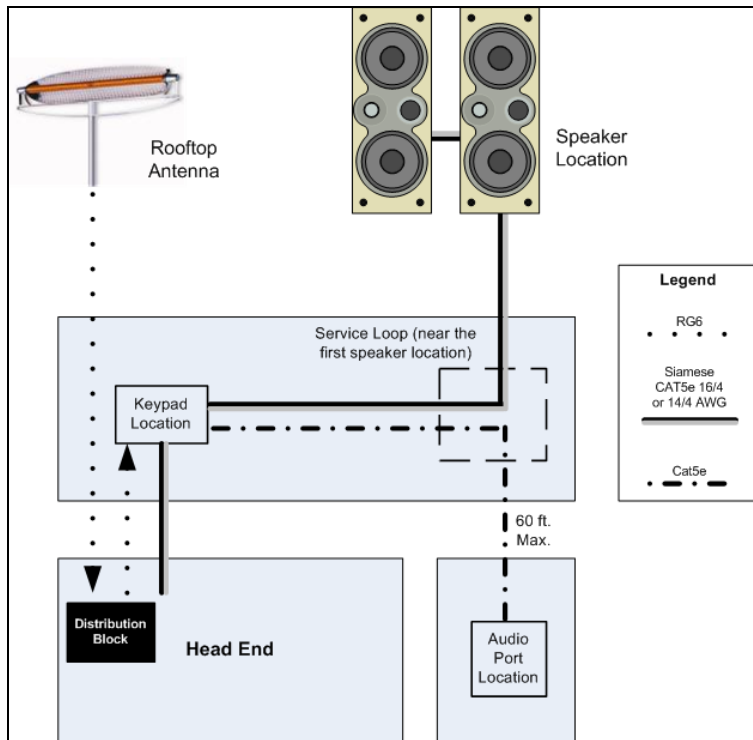 Rooftop
Antenna
Speaker
Location
Legend
RG6
Siamese
CAT5e 16/4
or 14/4 AWG
Cat5e
Service Loop (near the
first speaker location)
Keypad
Location
60 ft.
Max.
Distribution
Block
Head End
Audio
Port
Location